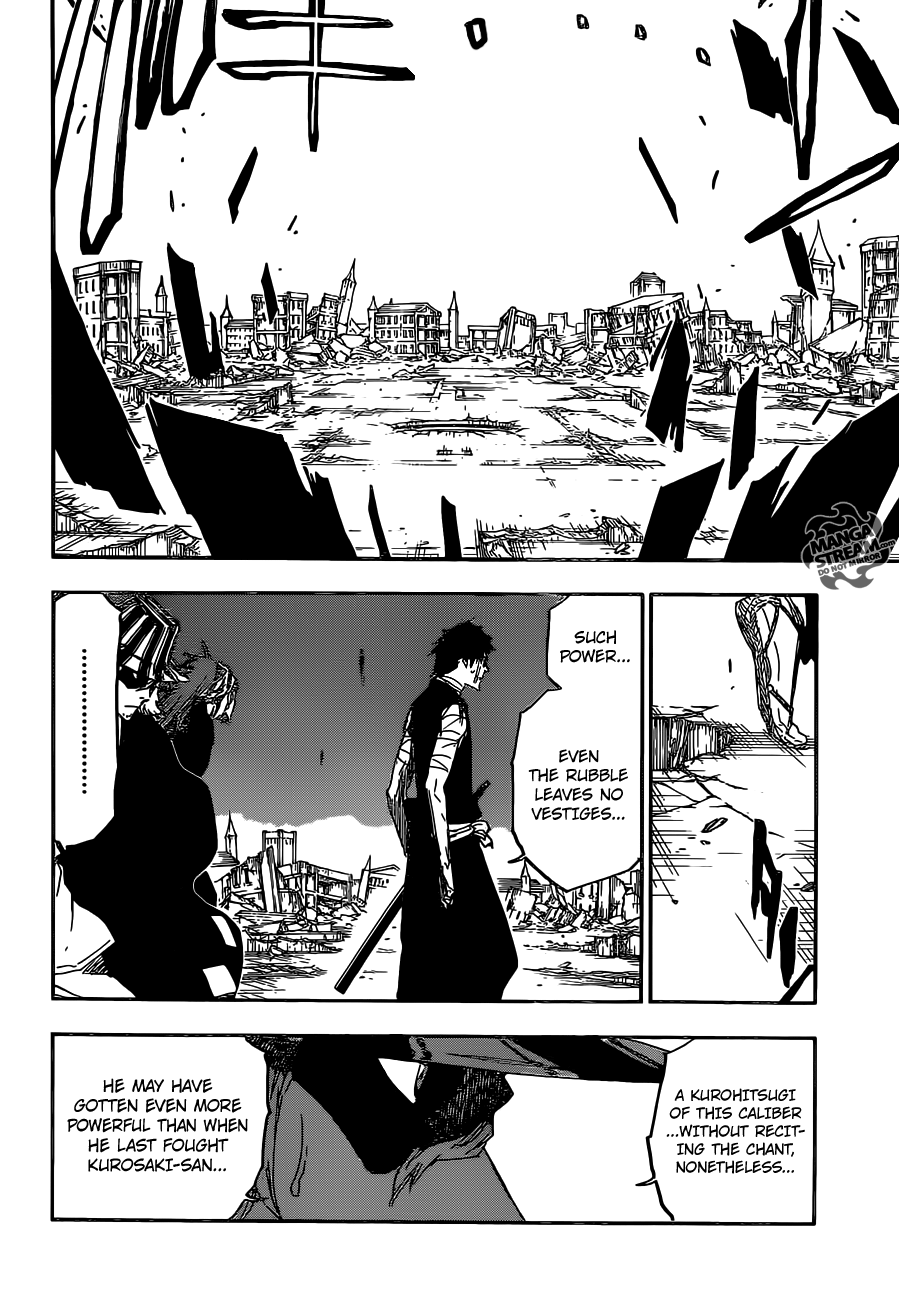 MANGA
STREAM.com
DO NOT MIRROR
SUCH
POWER...
EVEN
THE RUBBLE
LEAVES NO
VESTIGES...
..........
A KUROHITSUGI
OF THIS CALIBER
...WITHOUT RECIT-
ING THE CHANT,
NONETHELESS...
HE MAY HAVE
GOTTEN EVEN MORE
POWERFUL THAN WHEN
HE LAST FOUGHT
KUROSAKI-SAN...